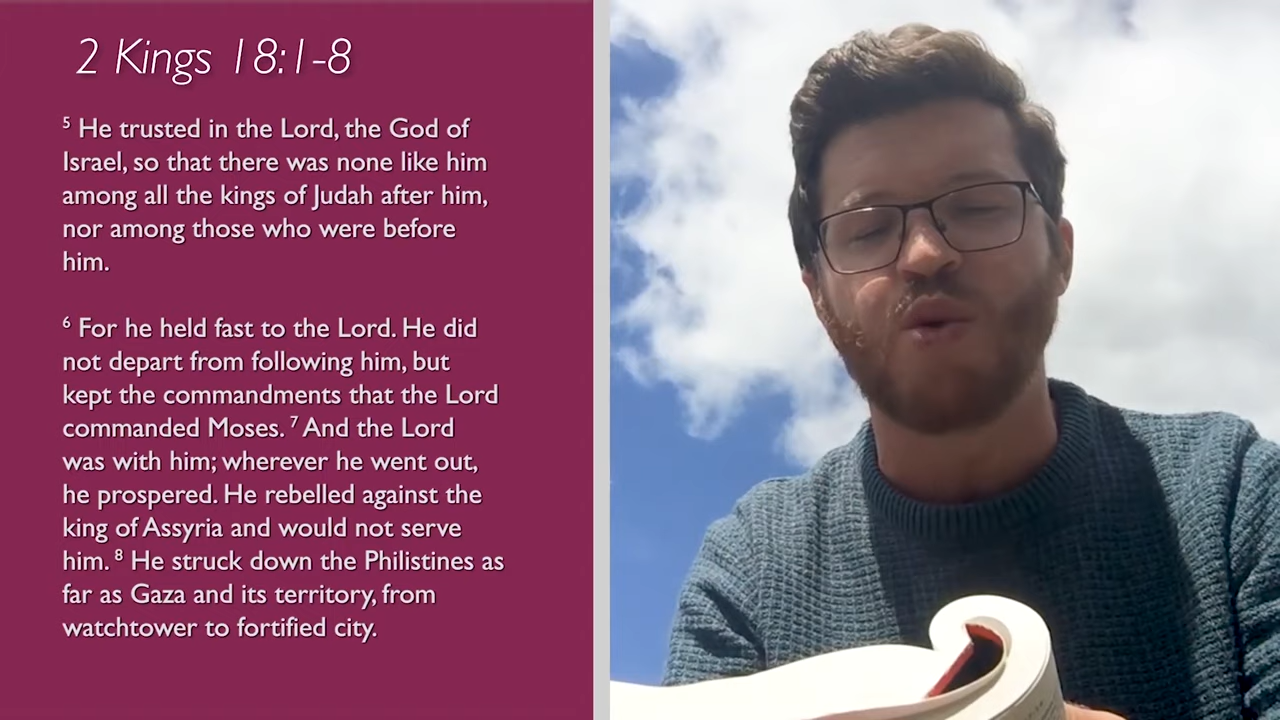 2 Kings 18:1-8
⁵ He trusted in the Lord, the God of
Israel, so that there was none like him
among all the kings of Judah after him,
nor among those who were before
him.
⁶ For he held fast to the Lord. He did
not depart from following him, but
kept the commandments that the Lord
commanded Moses. ⁷ And the Lord
was with him; wherever he went out,
he prospered. He rebelled against the
king of Assyria and would not serve
him. ⁸ He struck down the Philistines as
far as Gaza and its territory, from
watchtower to fortified city.